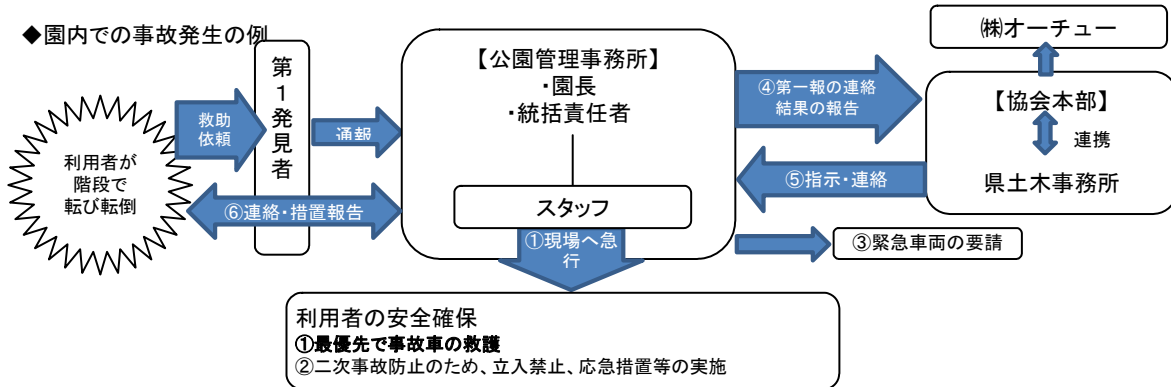 ◆園内での事故発生の例
㈱オーチュー
第1発見者
【公園管理事務所】
・園長
・統括責任者
④第一報の連絡
結果の報告
【協会本部】
連携
県土木事務所
救助
依頼
通報
利用者が
階段で
転び転倒
⑤指示・連絡
⑥連絡・措置報告
スタッフ
①現場へ急
行
③緊急車両の要請
利用者の安全確保
①最優先で事故車の救護
②二次事故防止のため、立入禁止、応急措置等の実施